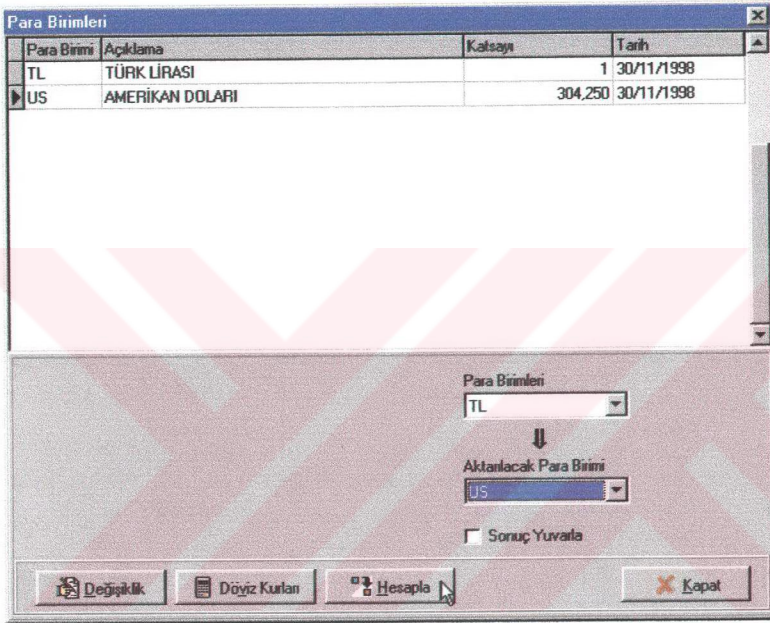 Para Birimleri
Para Birimi Açıklama Katsayı Tarih
TL TÜRK LİRASI 1 30/11/1998
US AMERİKAN DOLARI 304,250 30/11/1998
Para Birimleri
TL
Aktarılacak Para Birimi
US
Sonuç Yuvarla
Değişiklik Döviz Kurları Hesapla Kapat